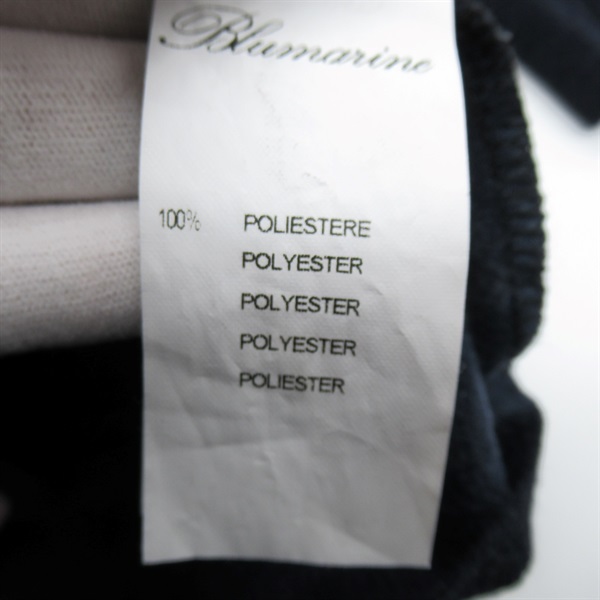 Blumarine
100% POLIESTERE
POLYESTER
POLYESTER
POLYESTER
POLIESTER